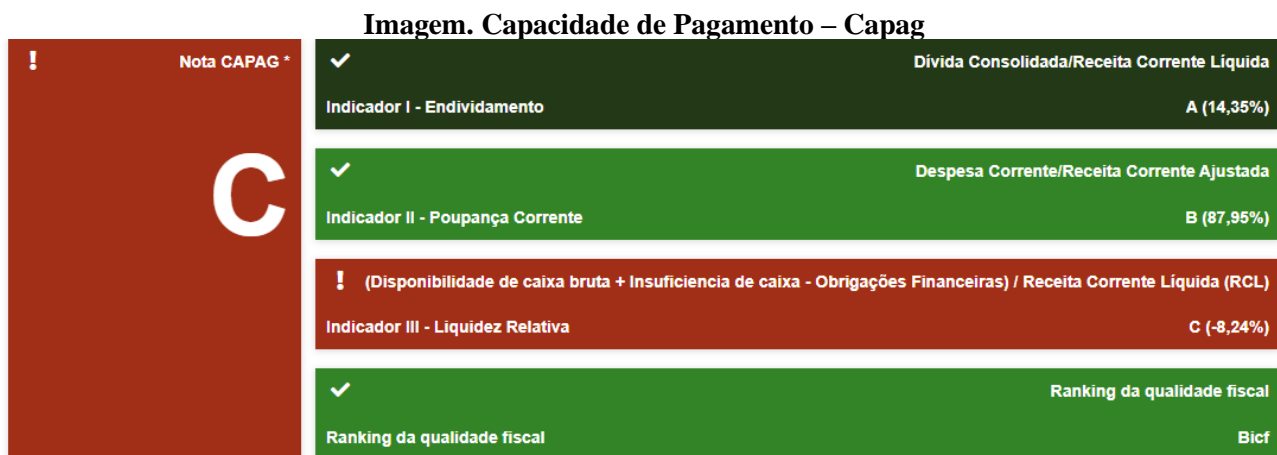 Imagem. Capacidade de Pagamento – Capag
! Nota CAPAG *
C
Dívida Consolidada/Receita Corrente Líquida
Indicador I - Endividamento A (14,35%)
Despesa Corrente/Receita Corrente Ajustada
Indicador II - Poupança Corrente B (87,95%)
! (Disponibilidade de caixa bruta + Insuficiencia de caixa - Obrigações Financeiras) / Receita Corrente Líquida (RCL)
Indicador III - Liquidez Relativa C (-8,24%)
Ranking da qualidade fiscal
Ranking da qualidade fiscal Bicf